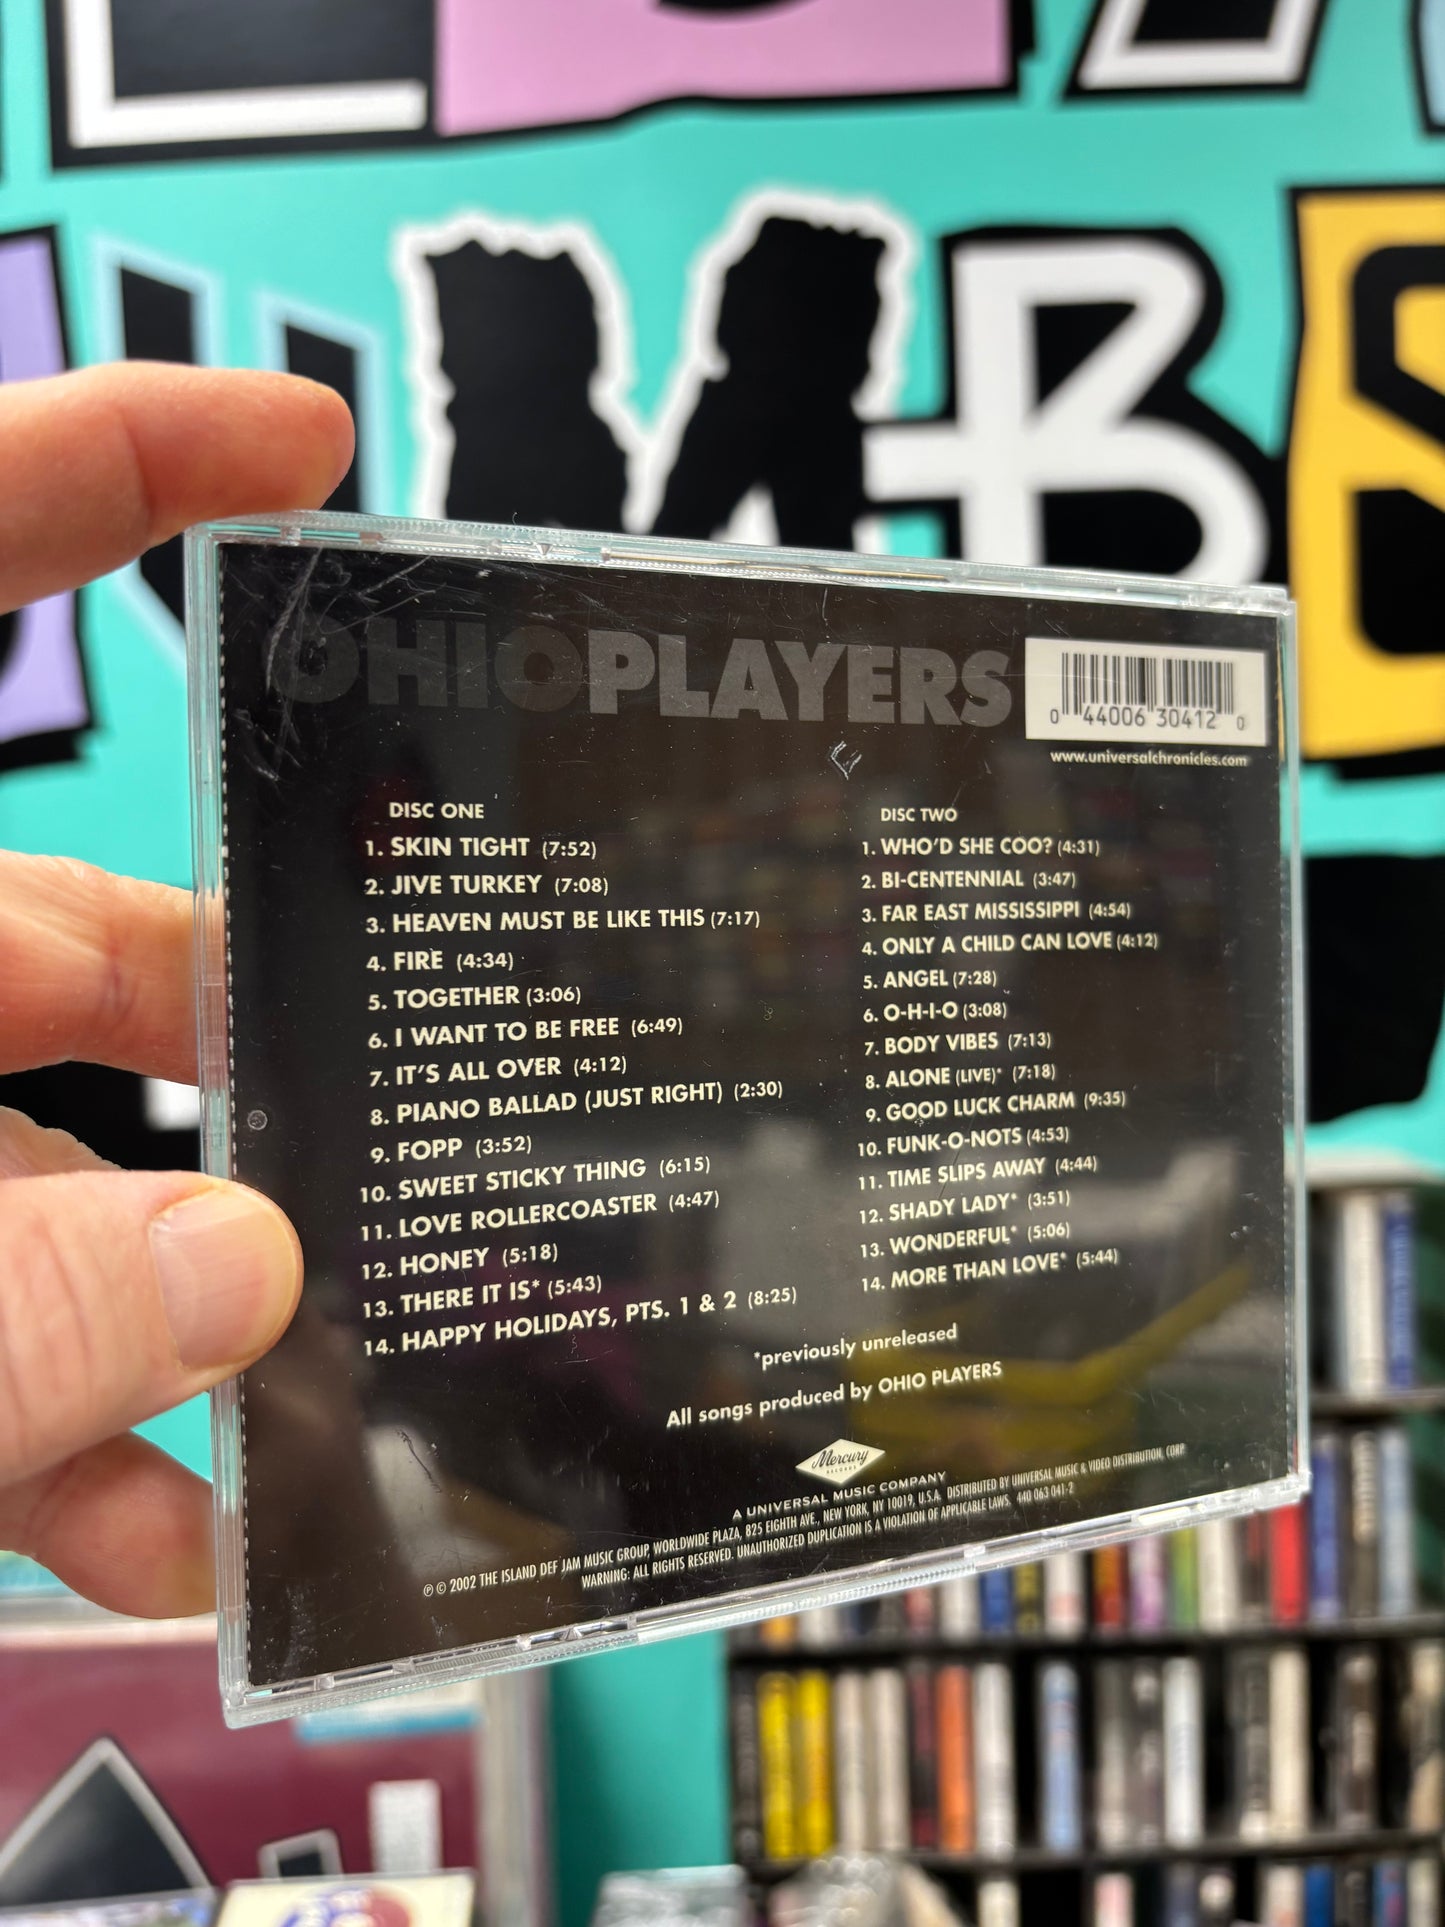 OHIOPLAYERS
0 44006 30412 0
www.universalchronicles.com
DISC ONE
1. SKIN TIGHT (7:52)
2. JIVE TURKEY (7:08)
3. HEAVEN MUST BE LIKE THIS (7:17)
4. FIRE (4:34)
5. TOGETHER (3:06)
6. I WANT TO BE FREE (6:49)
7. IT'S ALL OVER (4:12)
8. PIANO BALLAD (JUST RIGHT) (2:30)
9. FOPP (3:52)
10. SWEET STICKY THING (6:15)
11. LOVE ROLLERCOASTER (4:47)
12. HONEY (5:18)
13. THERE IT IS* (5:43)
14. HAPPY HOLIDAYS, PTS. 1 & 2 (8:25)
DISC TWO
1. WHO'D SHE COO? (4:31)
2. BI-CENTENNIAL (3:47)
3. FAR EAST MISSISSIPPI (4:54)
4. ONLY A CHILD CAN LOVE (4:12)
5. ANGEL (7:28)
6. O-H-I-O (3:08)
7. BODY VIBES (7:13)
8. ALONE (LIVE)* (7:18)
9. GOOD LUCK CHARM (9:35)
10. FUNK-O-NOTS (4:53)
11. TIME SLIPS AWAY (4:44)
12. SHADY LADY* (3:51)
13. WONDERFUL* (5:06)
14. MORE THAN LOVE* (5:44)
*previously unreleased
All songs produced by OHIO PLAYERS
Mercury
RECORDS
A UNIVERSAL MUSIC COMPANY
℗ © 2002 THE ISLAND DEF JAM MUSIC GROUP, WORLDWIDE PLAZA, 825 EIGHTH AVE., NEW YORK, NY 10019, U.S.A. DISTRIBUTED BY UNIVERSAL MUSIC & VIDEO DISTRIBUTION, CORP.
WARNING: ALL RIGHTS RESERVED. UNAUTHORIZED DUPLICATION IS A VIOLATION OF APPLICABLE LAWS. 440 063 041-2